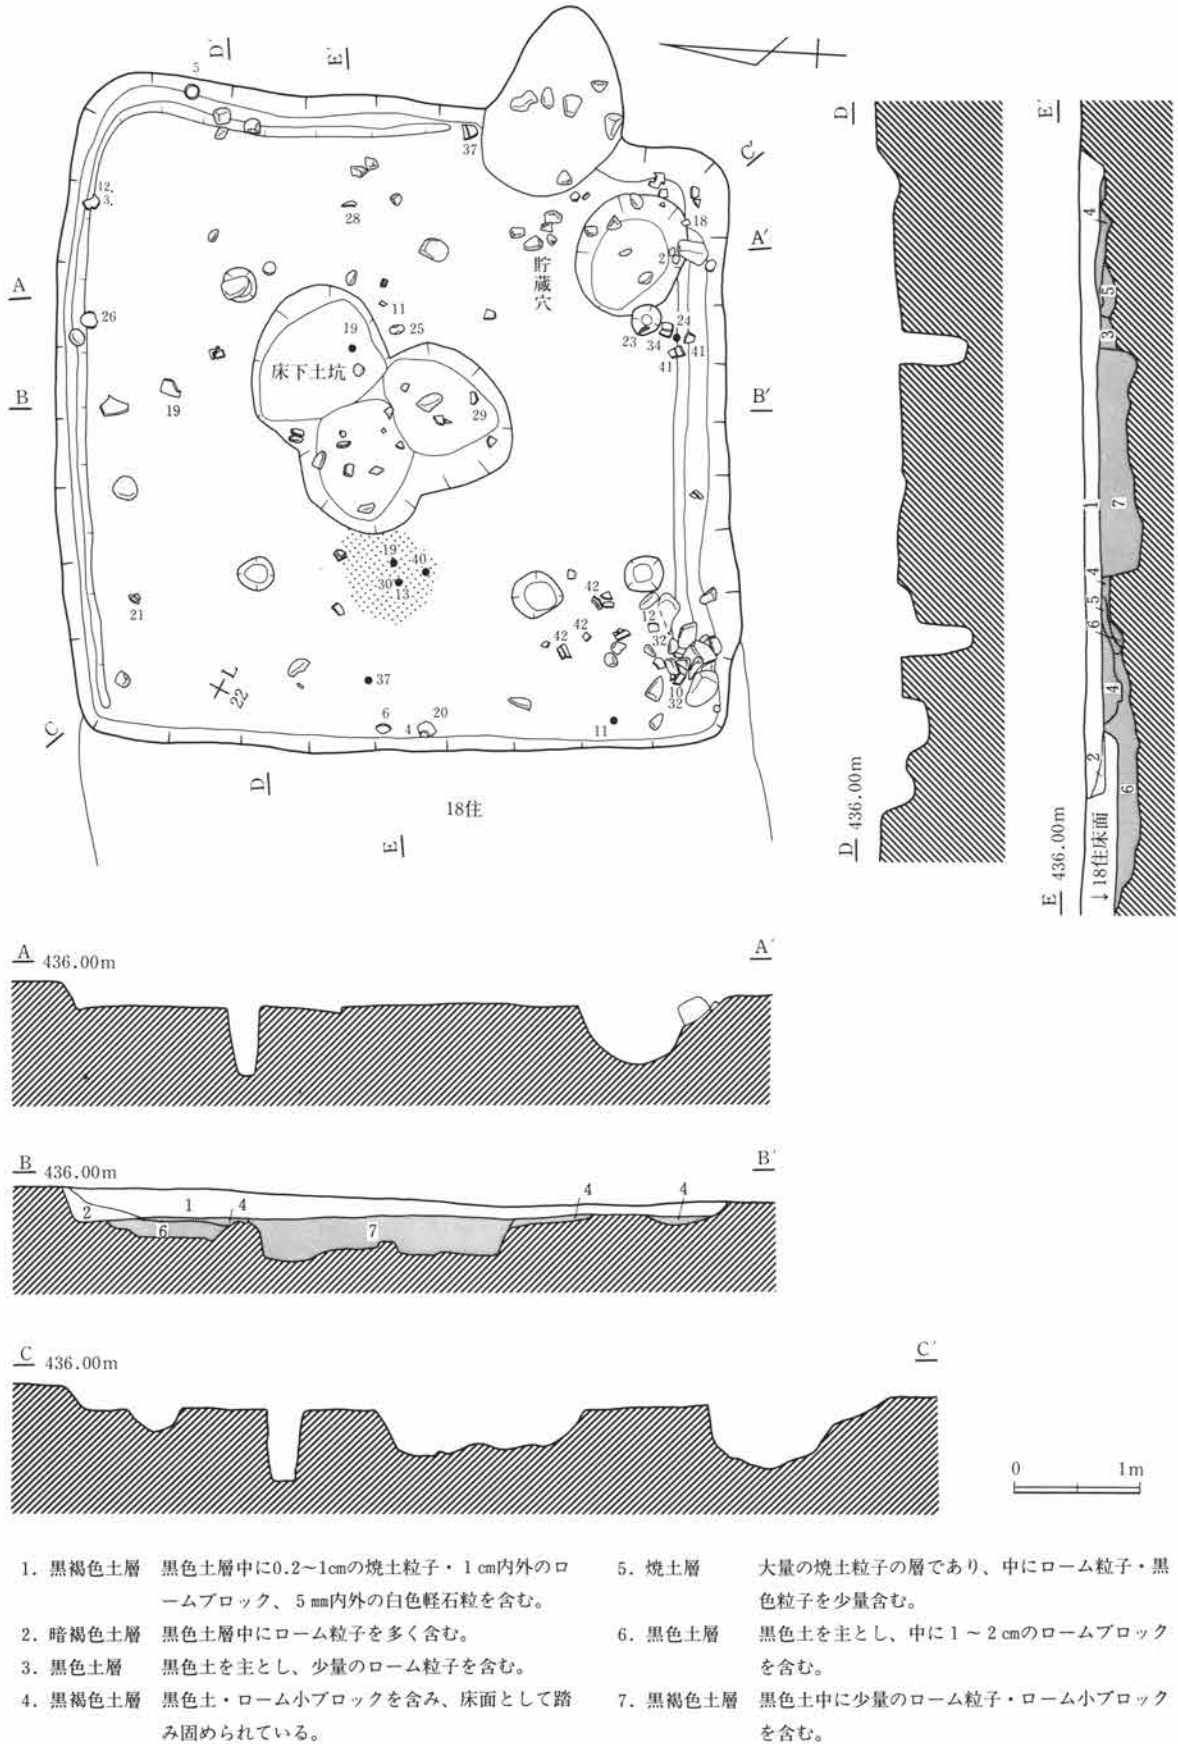 D′
E′
5
37
C′
12.
3.
28
18
A′
2
貯蔵穴
A
26
11
19
25
23
34
24
41
41
床下土坑
B
19
29
B′
19
40
30
13
21
42
42
42
12
32
10
32
L
22
37
6
4
20
11
C
D
18住
E
D′
D 436.00m
E′
4
5
3
1
7
4
5
6
4
2
6
E 436.00m
↓18住床面
A 436.00m
A′
B 436.00m
B′
2
1
4
6
7
4
4
C 436.00m
C′
0 1m
1. 黒褐色土層 黒色土層中に0.2~1cmの焼土粒子・1cm内外のロ
ームブロック、5㎜内外の白色軽石粒を含む。
2. 暗褐色土層 黒色土層中にローム粒子を多く含む。
3. 黒色土層 黒色土を主とし、少量のローム粒子を含む。
4. 黒褐色土層 黒色土・ローム小ブロックを含み、床面として踏
み固められている。
5. 焼土層 大量の焼土粒子の層であり、中にローム粒子・黒
色粒子を少量含む。
6. 黒色土層 黒色土を主とし、中に1~2cmのロームブロック
を含む。
7. 黒褐色土層 黒色土中に少量のローム粒子・ローム小ブロック
を含む。